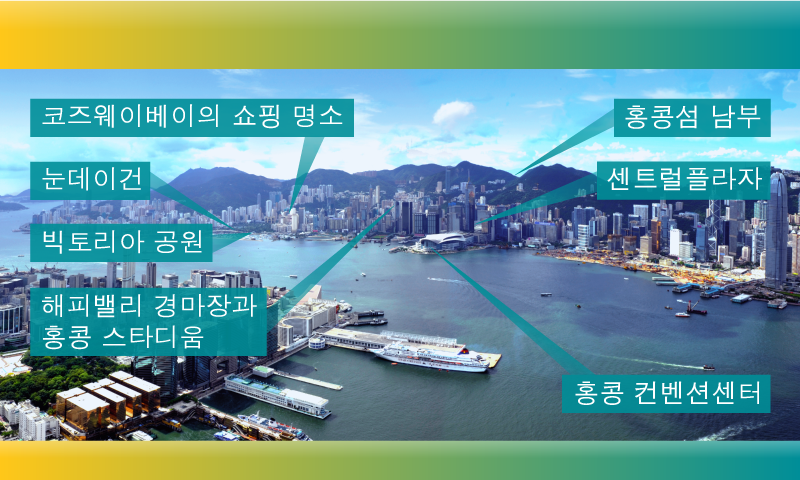 코즈웨이베이의 쇼핑 명소
홍콩섬 남부
눈데이건
센트럴플라자
빅토리아 공원
해피밸리 경마장과
홍콩 스타디움
홍콩 컨벤션센터